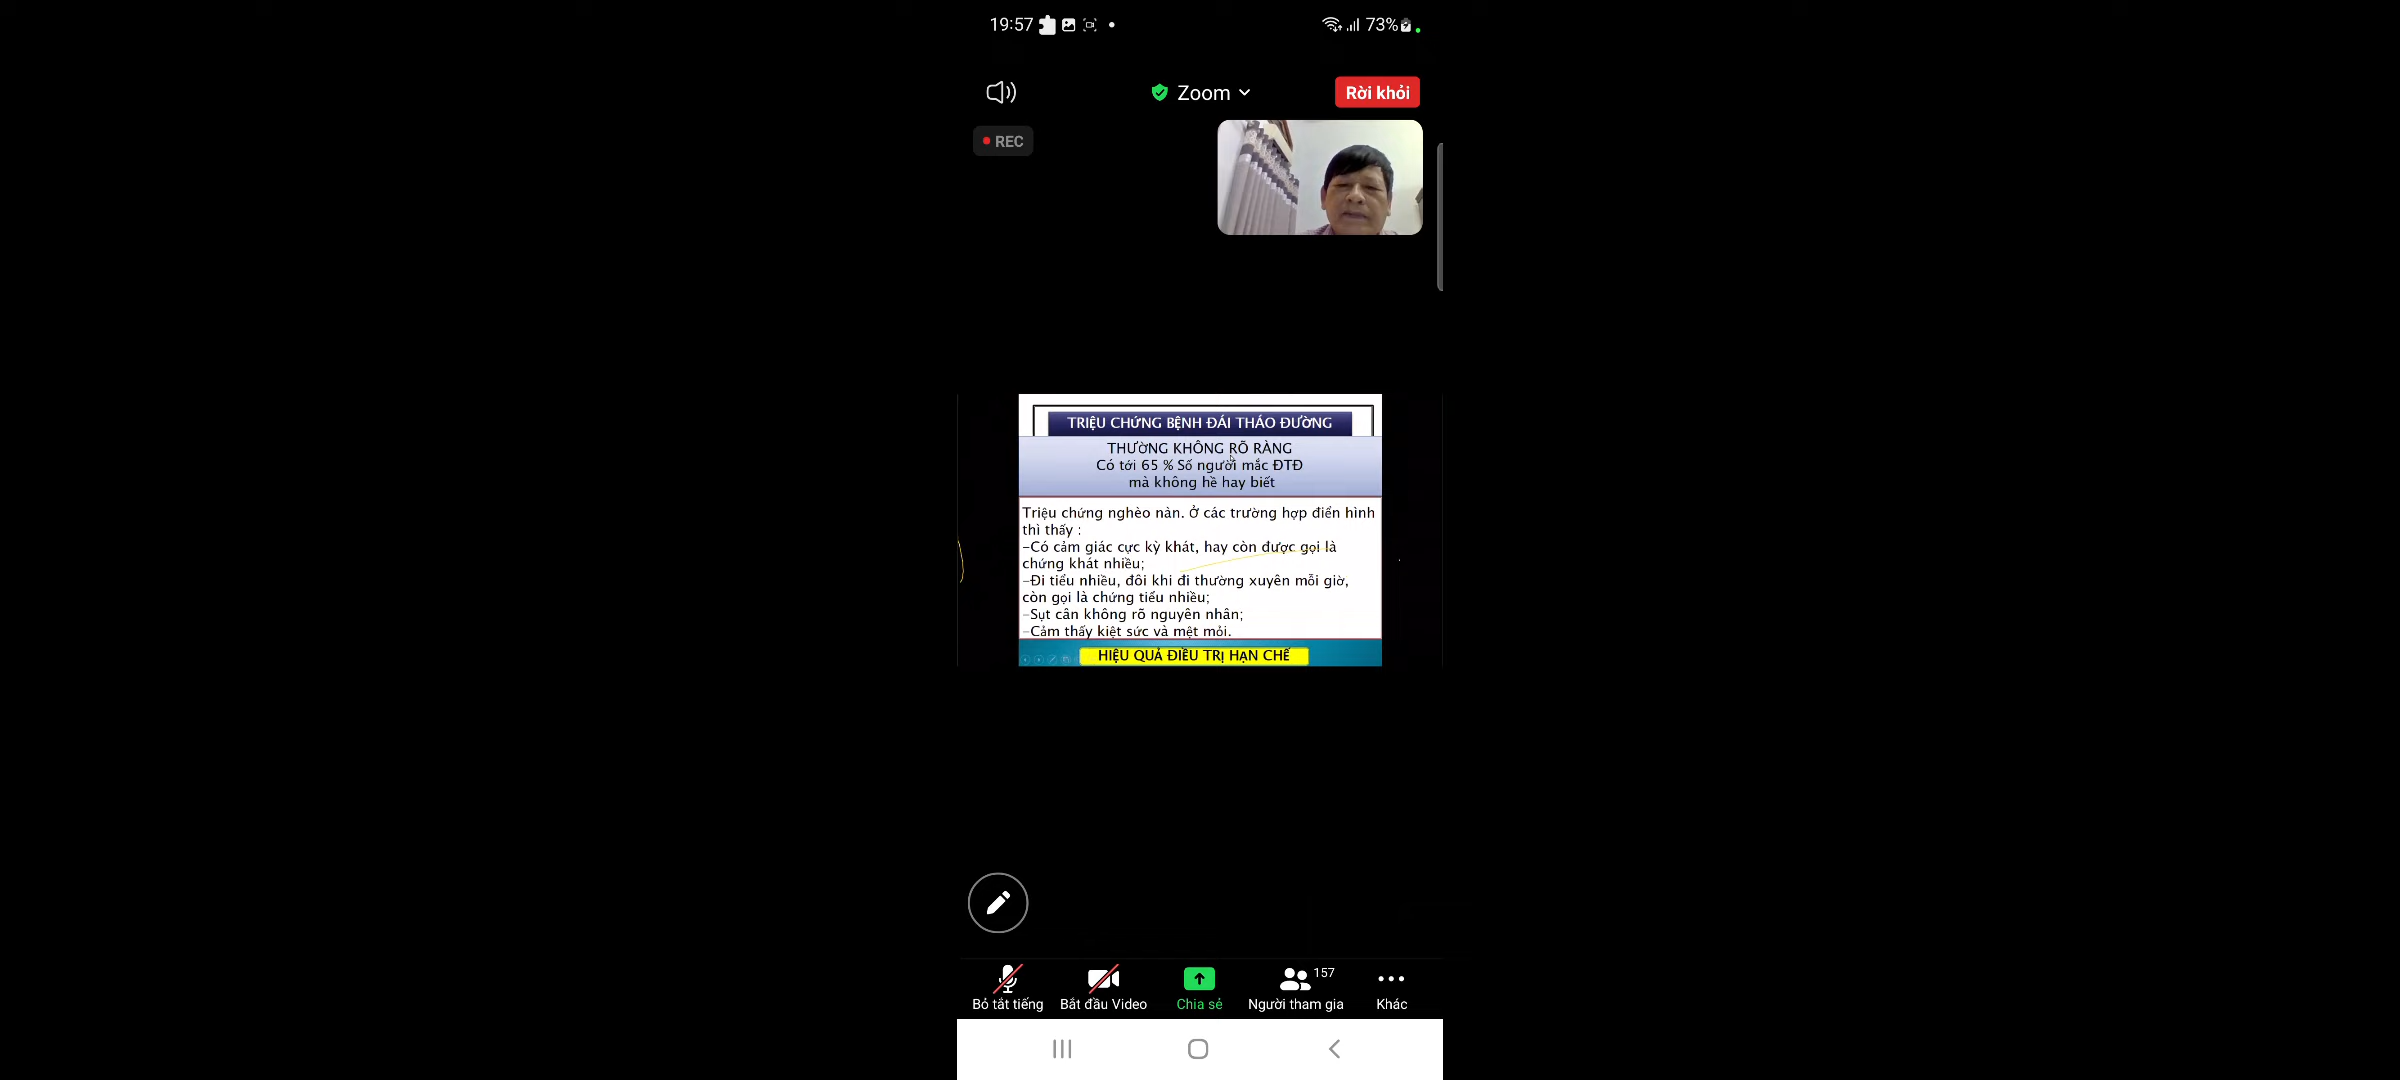 19:57
73%
Zoom
Rời khỏi
REC
TRIỆU CHỨNG BỆNH ĐÁI THÁO ĐƯỜNG
THƯỜNG KHÔNG RÕ RÀNG
Có tới 65 % Số người mắc ĐTĐ
mà không hề hay biết
Triệu chứng nghèo nàn. Ở các trường hợp điển hình
thì thấy :
-Có cảm giác cực kỳ khát, hay còn được gọi là
chứng khát nhiều;
-Đi tiểu nhiều, đôi khi đi thường xuyên mỗi giờ,
còn gọi là chứng tiểu nhiều;
-Sụt cân không rõ nguyên nhân;
-Cảm thấy kiệt sức và mệt mỏi.
HIỆU QUẢ ĐIỀU TRỊ HẠN CHẾ
157
Bỏ tắt tiếng
Bắt đầu Video
Chia sẻ
Người tham gia
Khác